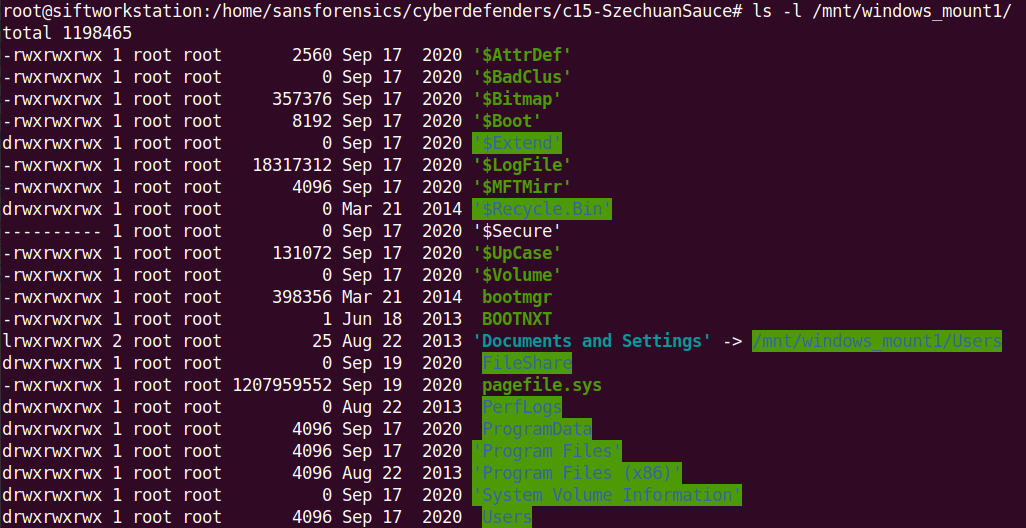 root@siftworkstation:/home/sansforensics/cyberdefenders/c15-SzechuanSauce# ls -l /mnt/windows_mount1/
total 1198465
-rwxrwxrwx 1 root root       2560 Sep 17  2020 '$AttrDef'
-rwxrwxrwx 1 root root          0 Sep 17  2020 '$BadClus'
-rwxrwxrwx 1 root root     357376 Sep 17  2020 '$Bitmap'
-rwxrwxrwx 1 root root       8192 Sep 17  2020 '$Boot'
drwxrwxrwx 1 root root          0 Sep 17  2020 '$Extend'
-rwxrwxrwx 1 root root   18317312 Sep 17  2020 '$LogFile'
-rwxrwxrwx 1 root root       4096 Sep 17  2020 '$MFTMirr'
drwxrwxrwx 1 root root          0 Mar 21  2014 '$Recycle.Bin'
---------- 1 root root          0 Sep 17  2020 '$Secure'
-rwxrwxrwx 1 root root     131072 Sep 17  2020 '$UpCase'
-rwxrwxrwx 1 root root          0 Sep 17  2020 '$Volume'
-rwxrwxrwx 1 root root     398356 Mar 21  2014  bootmgr
-rwxrwxrwx 1 root root          1 Jun 18  2013  BOOTNXT
lrwxrwxrwx 2 root root         25 Aug 22  2013 'Documents and Settings' -> /mnt/windows_mount1/Users
drwxrwxrwx 1 root root          0 Sep 19  2020  FileShare
-rwxrwxrwx 1 root root 1207959552 Sep 19  2020  pagefile.sys
drwxrwxrwx 1 root root          0 Aug 22  2013  PerfLogs
drwxrwxrwx 1 root root       4096 Sep 17  2020  ProgramData
drwxrwxrwx 1 root root       4096 Sep 17  2020 'Program Files'
drwxrwxrwx 1 root root       4096 Aug 22  2013 'Program Files (x86)'
drwxrwxrwx 1 root root          0 Sep 17  2020 'System Volume Information'
drwxrwxrwx 1 root root       4096 Sep 17  2020  Users